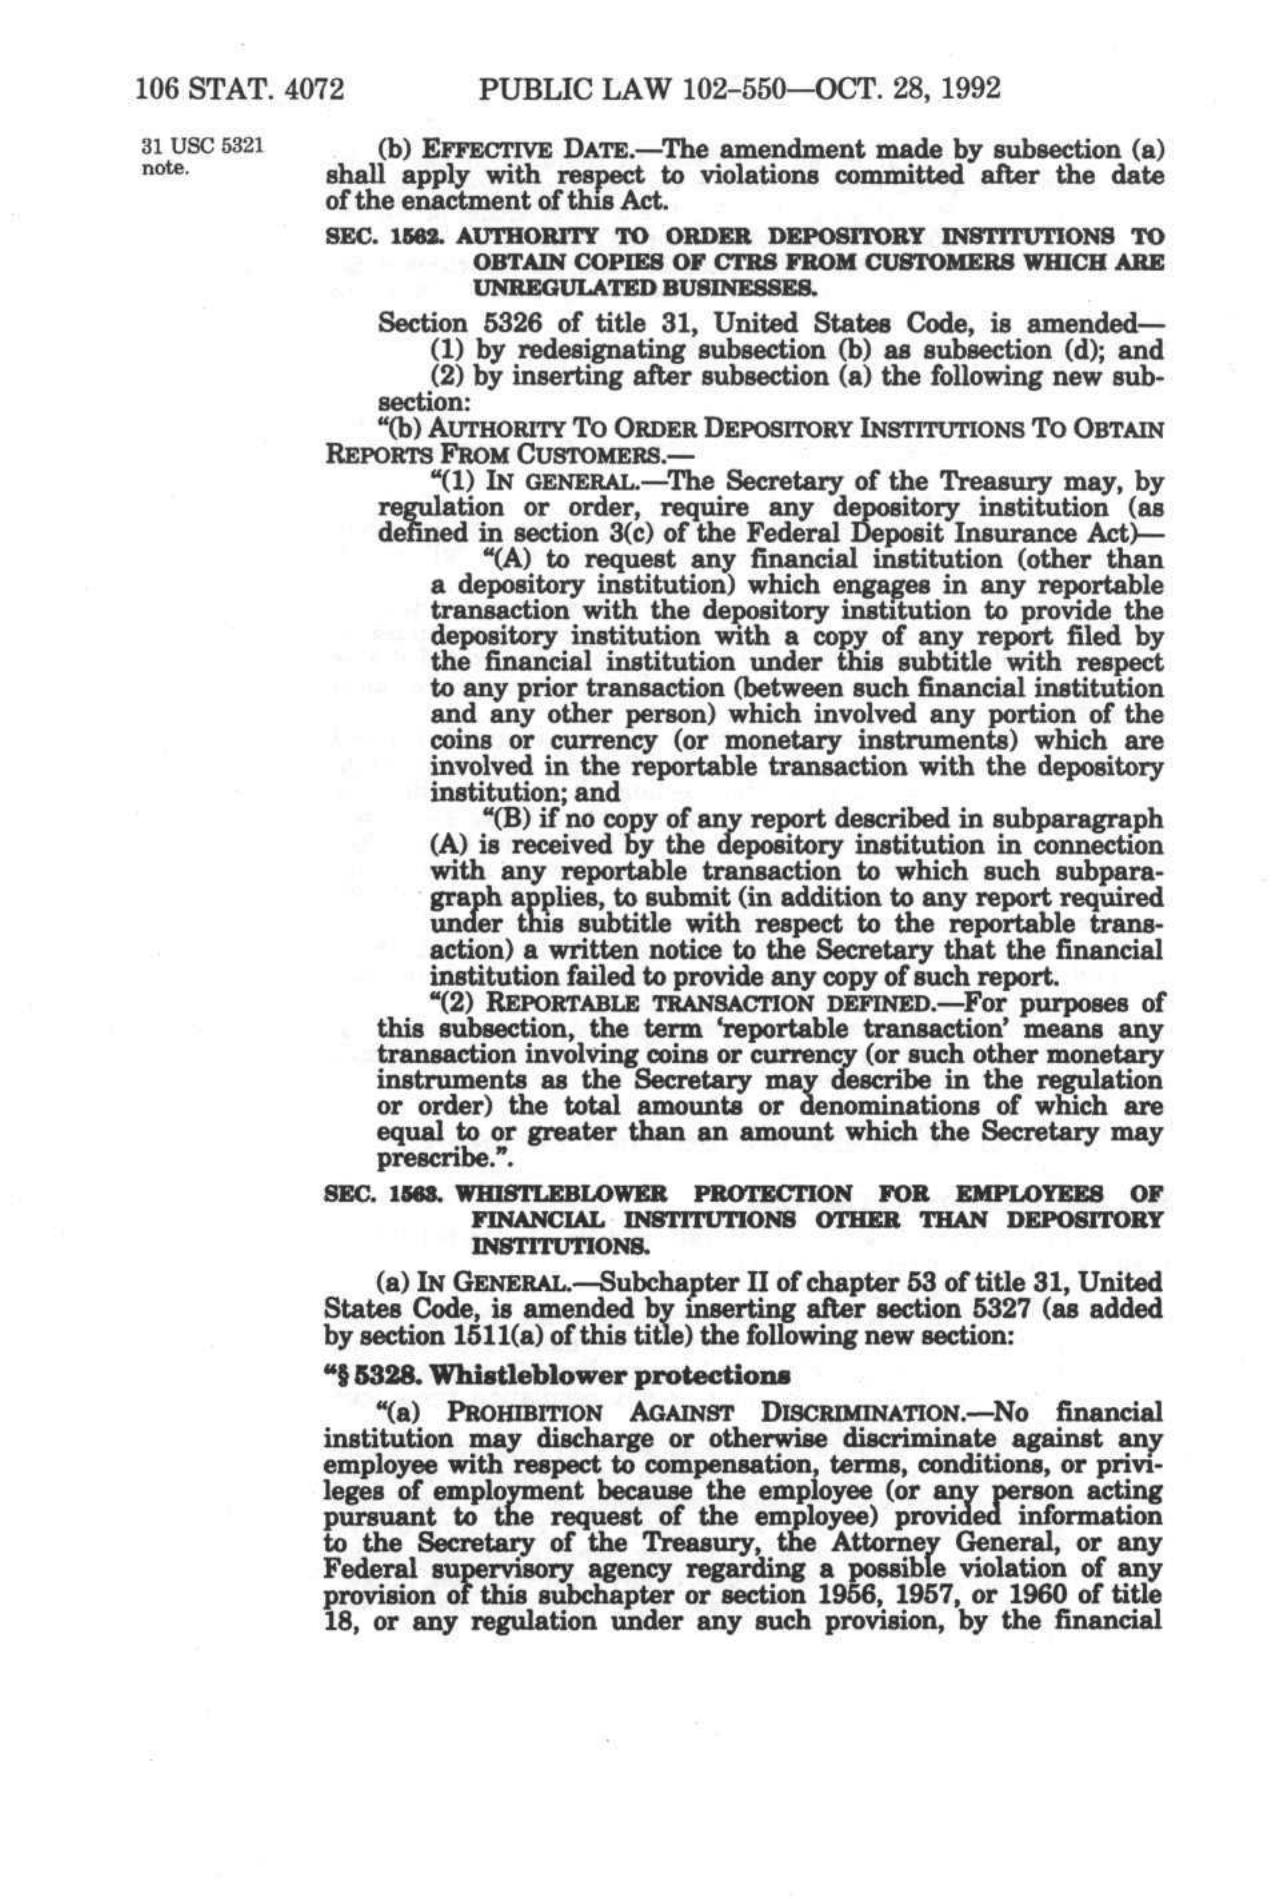 106 STAT. 4072 PUBLIC LAW 102–550—OCT. 28, 1992
31 USC 5321
note.
(b) EFFECTIVE DATE.—The amendment made by subsection (a)
shall apply with respect to violations committed after the date
of the enactment of this Act.
SEC. 1562. AUTHORITY TO ORDER DEPOSITORY INSTITUTIONS TO
OBTAIN COPIES OF CTRS FROM CUSTOMERS WHICH ARE
UNREGULATED BUSINESSES.
Section 5326 of title 31, United States Code, is amended—
(1) by redesignating subsection (b) as subsection (d); and
(2) by inserting after subsection (a) the following new sub-
section:
“(b) AUTHORITY TO ORDER DEPOSITORY INSTITUTIONS TO OBTAIN
REPORTS FROM CUSTOMERS.—
“(1) IN GENERAL.—The Secretary of the Treasury may, by
regulation or order, require any depository institution (as
defined in section 3(c) of the Federal Deposit Insurance Act)—
“(A) to request any financial institution (other than
a depository institution) which engages in any reportable
transaction with the depository institution to provide the
depository institution with a copy of any report filed by
the financial institution under this subtitle with respect
to any prior transaction (between such financial institution
and any other person) which involved any portion of the
coins or currency (or monetary instruments) which are
involved in the reportable transaction with the depository
institution; and
“(B) if no copy of any report described in subparagraph
(A) is received by the depository institution in connection
with any reportable transaction to which such subpara-
graph applies, to submit (in addition to any report required
under this subtitle with respect to the reportable trans-
action) a written notice to the Secretary that the financial
institution failed to provide any copy of such report.
“(2) REPORTABLE TRANSACTION DEFINED.—For purposes of
this subsection, the term ‘reportable transaction’ means any
transaction involving coins or currency (or such other monetary
instruments as the Secretary may describe in the regulation
or order) the total amounts or denominations of which are
equal to or greater than an amount which the Secretary may
prescribe.”.
SEC. 1563. WHISTLEBLOWER PROTECTION FOR EMPLOYEES OF
FINANCIAL INSTITUTIONS OTHER THAN DEPOSITORY
INSTITUTIONS.
(a) IN GENERAL.—Subchapter II of chapter 53 of title 31, United
States Code, is amended by inserting after section 5327 (as added
by section 1511(a) of this title) the following new section:
“§ 5328. Whistleblower protections
“(a) PROHIBITION AGAINST DISCRIMINATION.—No financial
institution may discharge or otherwise discriminate against any
employee with respect to compensation, terms, conditions, or privi-
leges of employment because the employee (or any person acting
pursuant to the request of the employee) provided information
to the Secretary of the Treasury, the Attorney General, or any
Federal supervisory agency regarding a possible violation of any
provision of this subchapter or section 1956, 1957, or 1960 of title
18, or any regulation under any such provision, by the financial